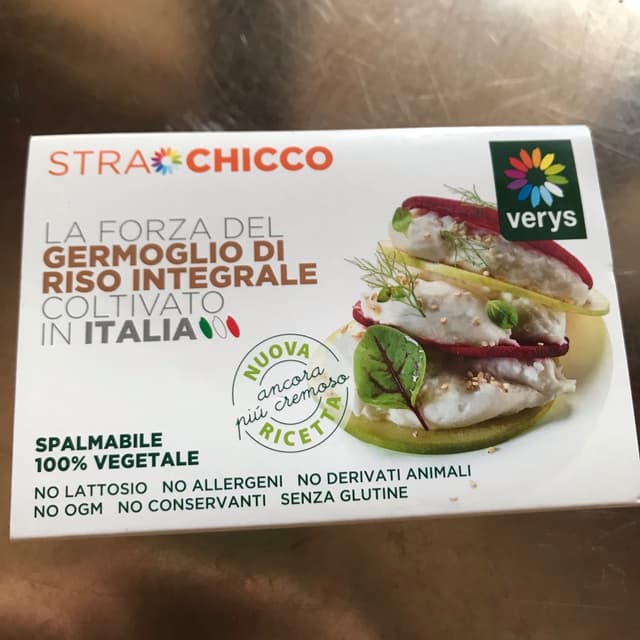 STRACHICCO
verys
LA FORZA DEL
GERMOGLIO DI
RISO INTEGRALE
COLTIVATO
IN ITALIA
NUOVA
ancora
più cremoso
RICETTA
SPALMABILE
100% VEGETALE
NO LATTOSIO NO ALLERGENI NO DERIVATI ANIMALI
NO OGM NO CONSERVANTI SENZA GLUTINE